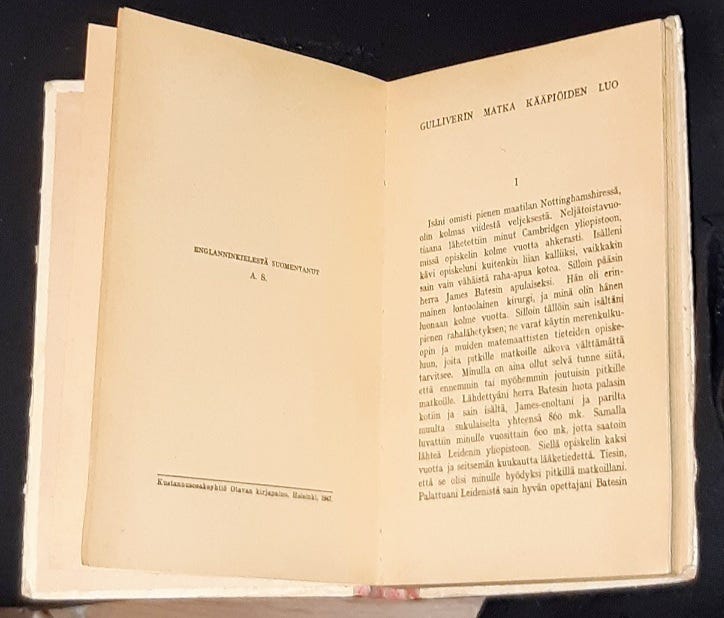 ENGLANNINKIELESTÄ SUOMENTANUT
A. S.
Kustannusosakeyhtiö Otavan kirjapaino. Helsinki,
GULLIVERIN MATKA KÄÄPIÖIDEN LUO
I
Isäni omisti pienen maatilan Nottinghamshiressä,
olin kolmas viidestä veljeksestä. Neljätoistavuo-
tiaana lähetettiin minut Cambridgen yliopistoon,
missä opiskelin kolme vuotta ahkerasti. Isälleni
kävi opiskeluni kuitenkin liian kalliiksi, vaikkakin
sain vain vähäistä raha-apua kotoa. Silloin pääsin
herra James Batesin apulaiseksi. Hän oli erin-
mainen lontoolainen kirurgi, ja minä olin hänen
luonaan kolme vuotta. Silloin tällöin sain isältäni
pienen rahalähetyksen; ne varat käytin merenkulku-
opin ja muiden matemaattisten tieteiden opiske-
luun, joita pitkille matkoille aikova välttämättä
tarvitsee. Minulla on aina ollut selvä tunne siitä,
että ennemmin tai myöhemmin joutuisin pitkille
matkoille. Lähdettyäni herra Batesin luota palasin
kotiin ja sain isältä, James-enoltani ja parilta
muulta sukulaiselta yhteensä 860 mk. Samalla
luvattiin minulle vuosittain 600 mk, jotta saatoin
lähteä Leidenin yliopistoon. Siellä opiskelin kaksi
vuotta ja seitsemän kuukautta lääketiedettä. Tiesin,
että se olisi minulle hyödyksi pitkillä matkoillani.
Palattuani Leidenistä sain hyvän opettajani Batesin